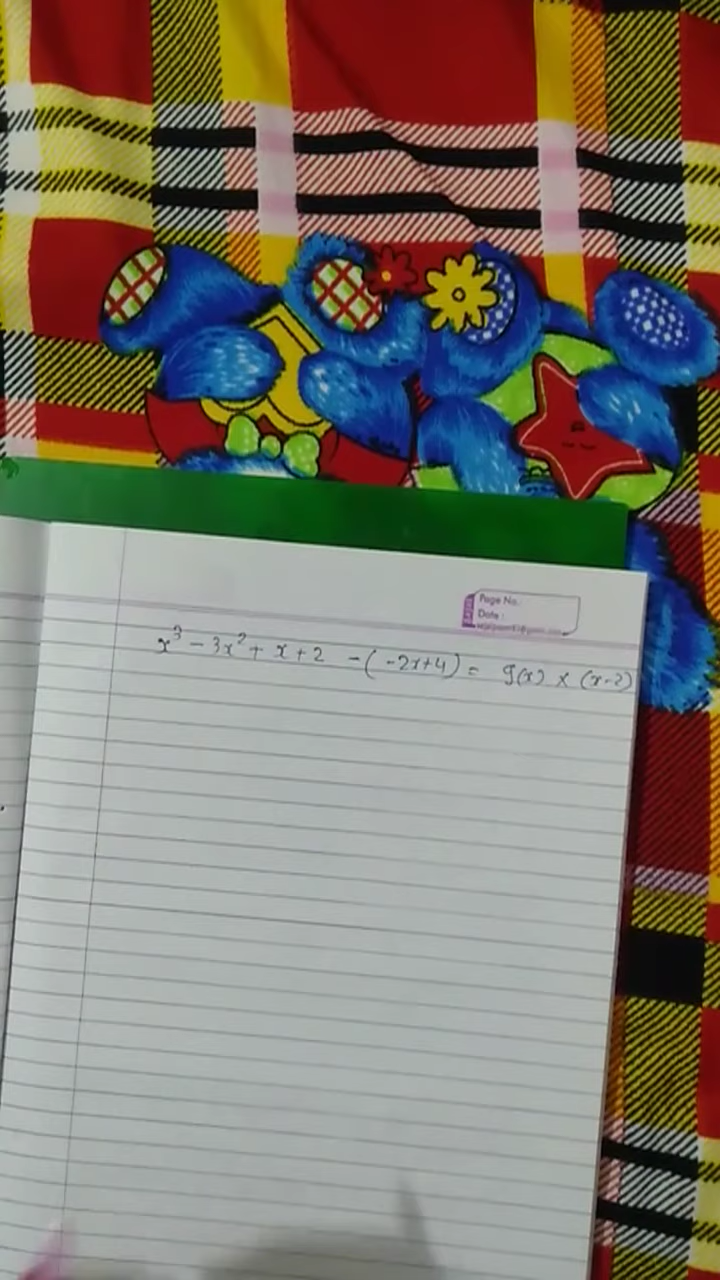 Page No.
Date :
x³ - 3x² + x + 2 - (-2x+4) = g(x) × (x-2)